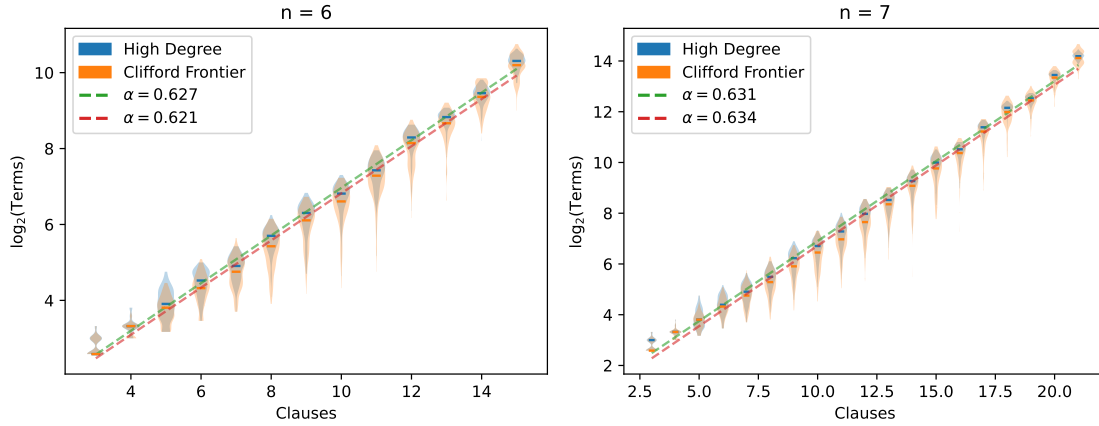 n = 6
High Degree
Clifford Frontier
α = 0.627
α = 0.621
log₂(Terms)
10
8
6
4
4
6
8
10
12
14
Clauses
n = 7
High Degree
Clifford Frontier
α = 0.631
α = 0.634
log₂(Terms)
14
12
10
8
6
4
2
2.5
5.0
7.5
10.0
12.5
15.0
17.5
20.0
Clauses